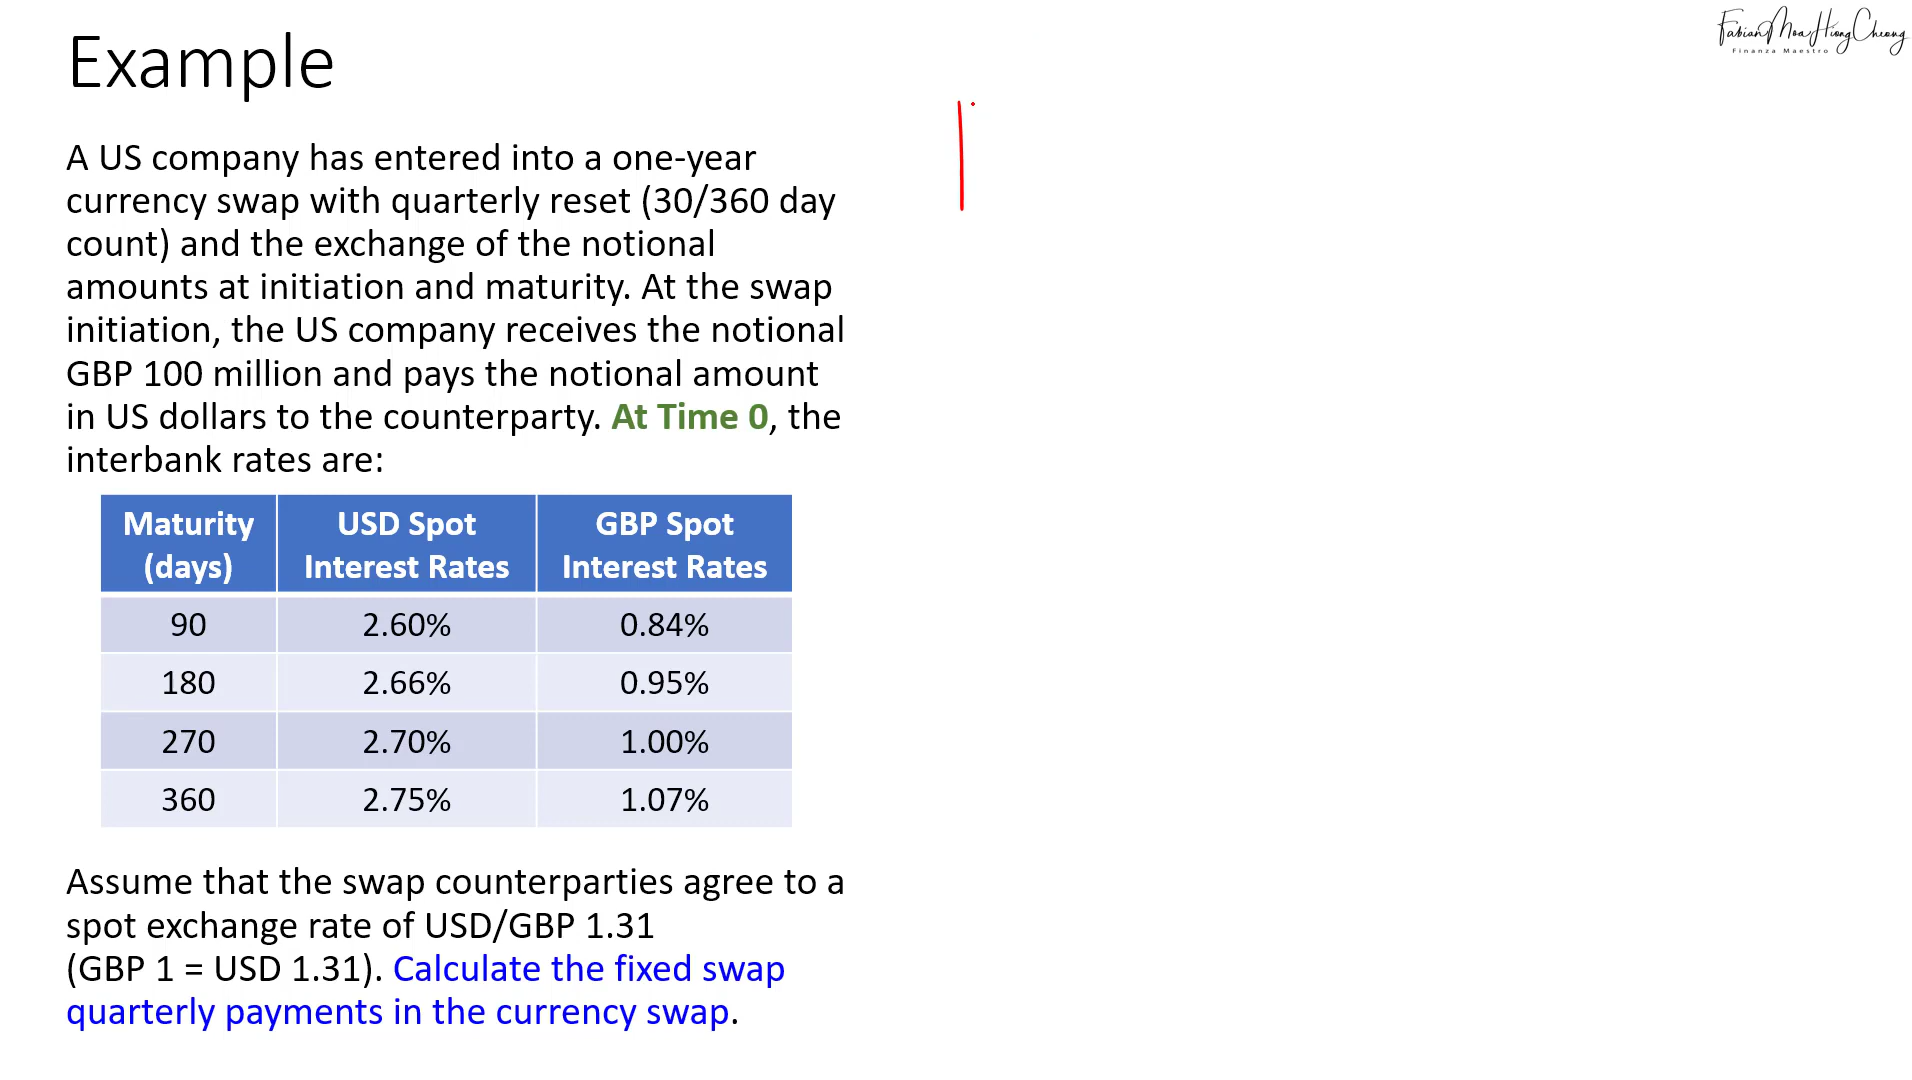 Fabian Moa Hiong Cheong
Finanza Maestro
Example
A US company has entered into a one-year
currency swap with quarterly reset (30/360 day
count) and the exchange of the notional
amounts at initiation and maturity. At the swap
initiation, the US company receives the notional
GBP 100 million and pays the notional amount
in US dollars to the counterparty. At Time 0, the
interbank rates are:
Maturity (days) USD Spot Interest Rates GBP Spot Interest Rates
90 2.60% 0.84%
180 2.66% 0.95%
270 2.70% 1.00%
360 2.75% 1.07%
Assume that the swap counterparties agree to a
spot exchange rate of USD/GBP 1.31
(GBP 1 = USD 1.31). Calculate the fixed swap
quarterly payments in the currency swap.